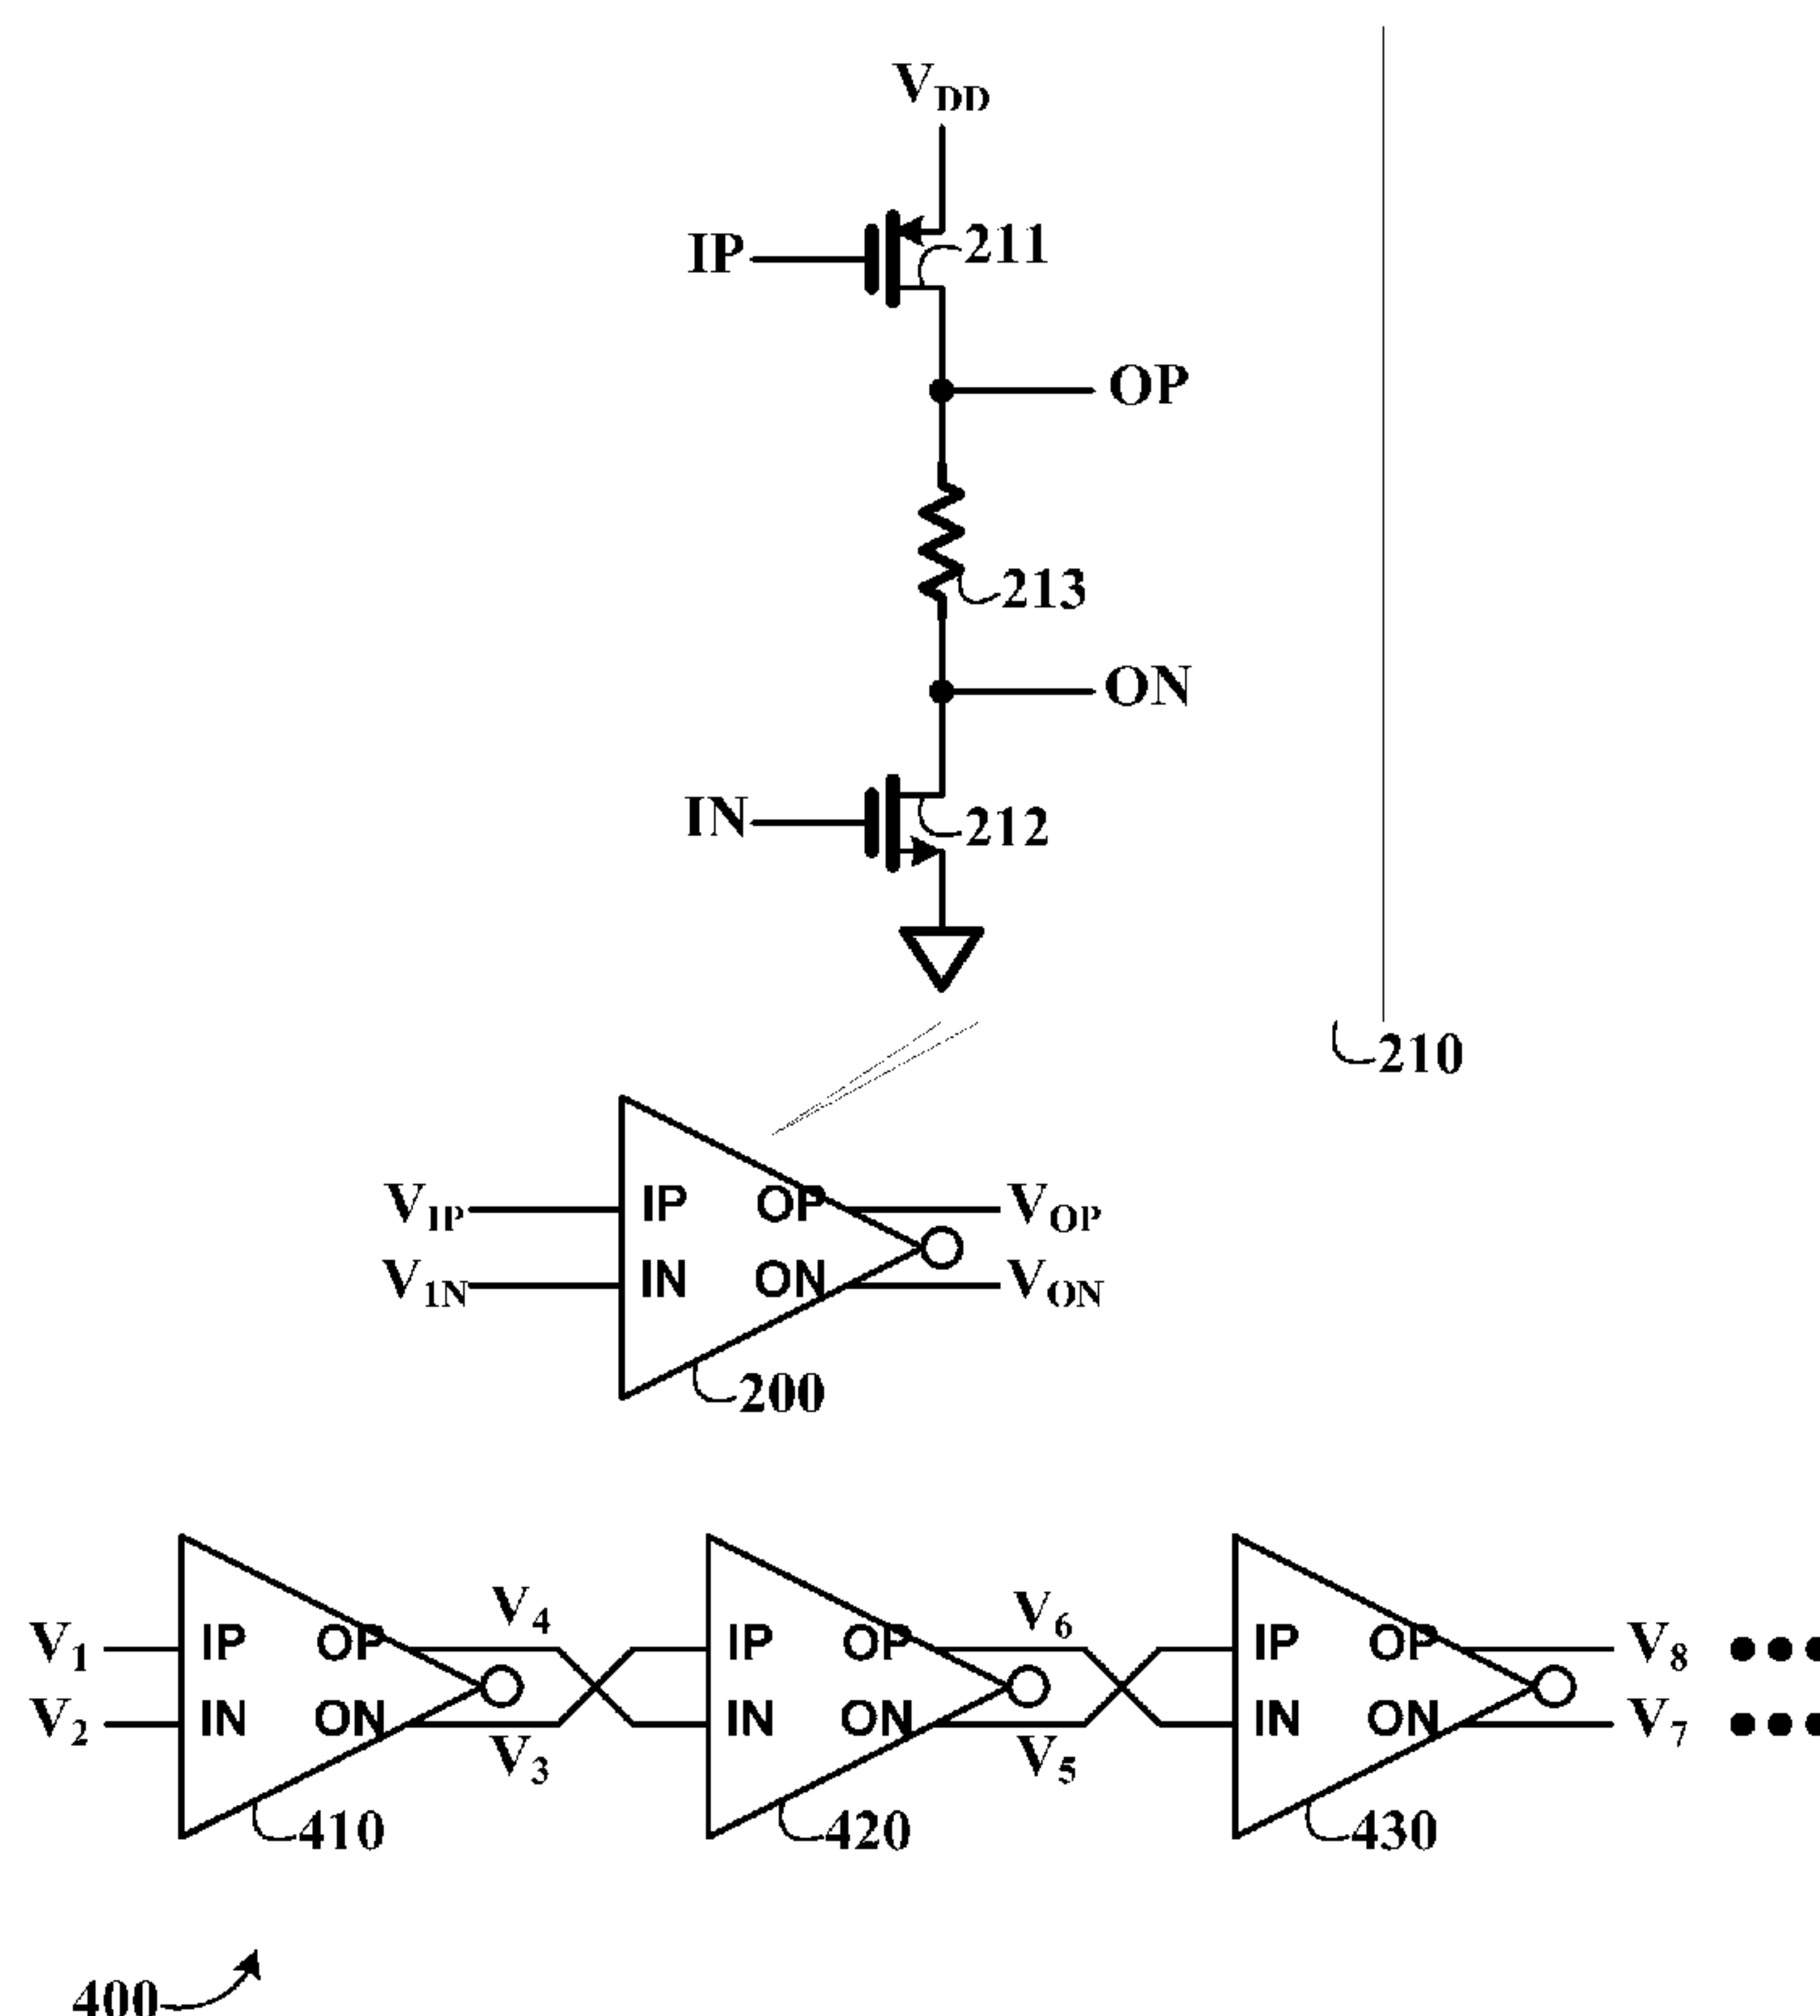 VDD
IP
211
OP
213
ON
IN
212
210
VIP IP OP VOP
V1N IN ON VON
200
V4 V6
V1 IP OP IP OP IP OP V8
V2 IN ON IN ON IN ON V7
V3 V5
410 420 430
400